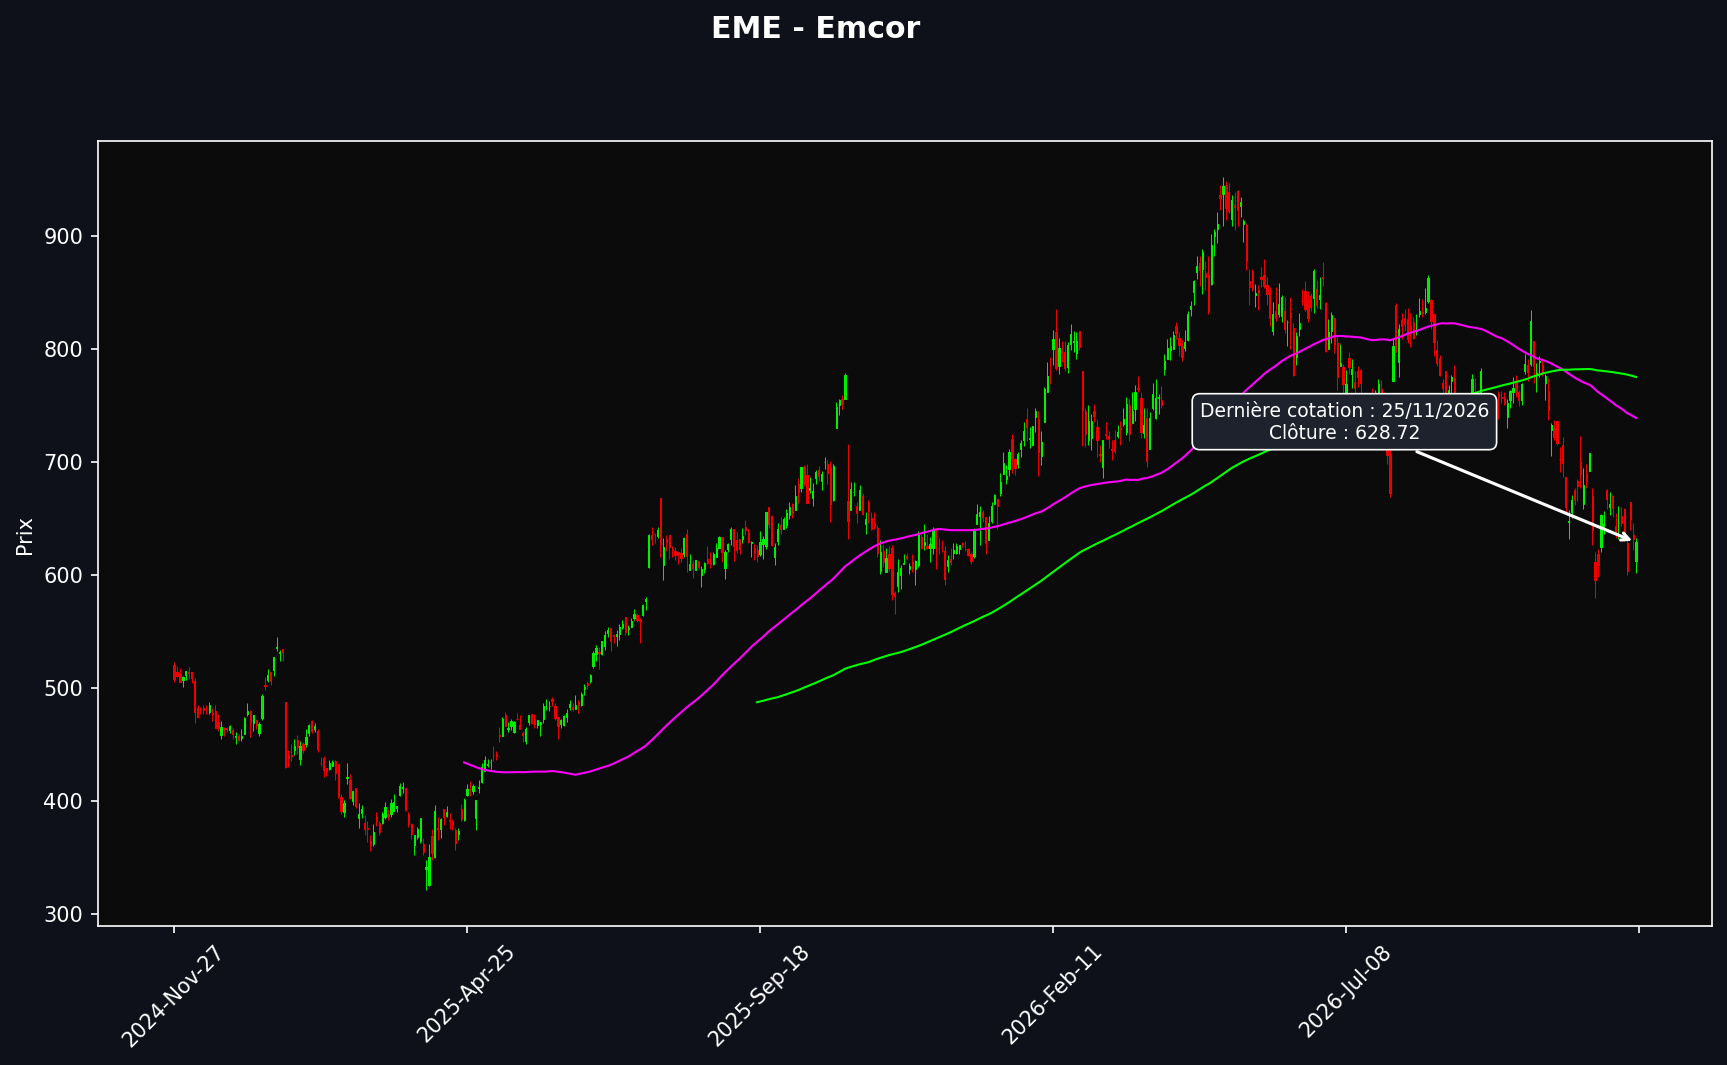 EME - Emcor
Prix
900
800
700
600
500
400
300
Dernière cotation : 25/11/2026
Clôture : 628.72
2024-Nov-27
2025-Apr-25
2025-Sep-18
2026-Feb-11
2026-Jul-08